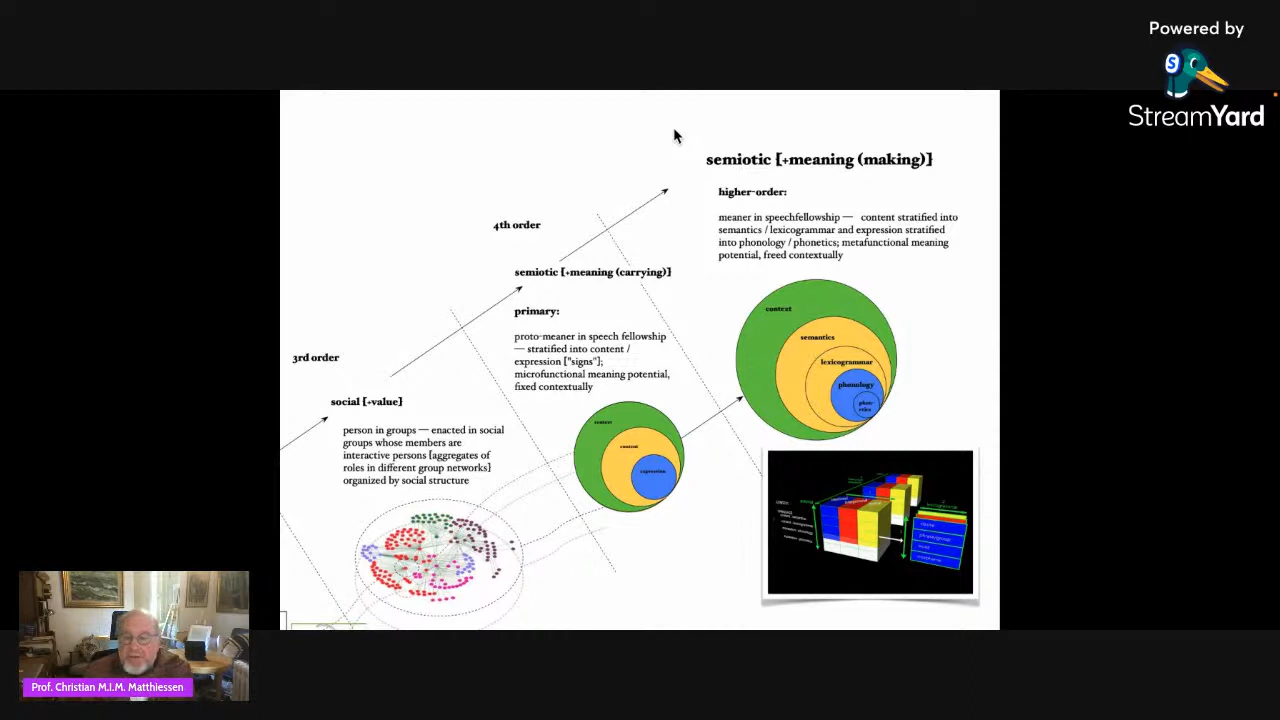 Powered by
S
StreamYard
semiotic [+meaning (making)]
higher-order:
meaner in speechfellowship — content stratified into
semantics / lexicogrammar and expression stratified
into phonology / phonetics; metafunctional meaning
potential, freed contextually
4th order
semiotic [+meaning (carrying)]
primary:
proto-meaner in speech fellowship
— stratified into content /
expression ["signs"];
microfunctional meaning potential,
fixed contextually
context
semantics
lexicogrammar
phonology
phon-
etics
3rd order
social [+value]
person in groups — enacted in social
groups whose members are
interactive persons [aggregates of
roles in different group networks]
organized by social structure
context
content
expression
Prof. Christian M.I.M. Matthiessen